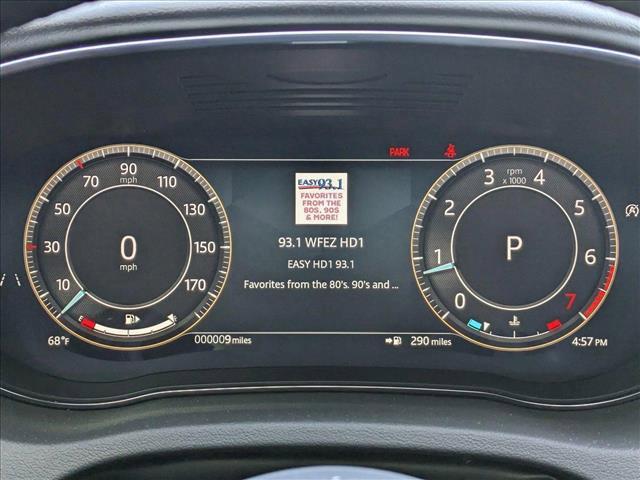 PARK
90
mph
70
110
50
130
30
150
10
170
0
mph
E
F
EASY 93.1
FAVORITES
FROM THE
80S, 90S
& MORE!
93.1 WFEZ HD1
EASY HD1 93.1
Favorites from the 80's. 90's and ...
rpm
x 1000
3
4
2
5
1
6
0
7
P
68°F
000009 miles
290 miles
4:57 PM